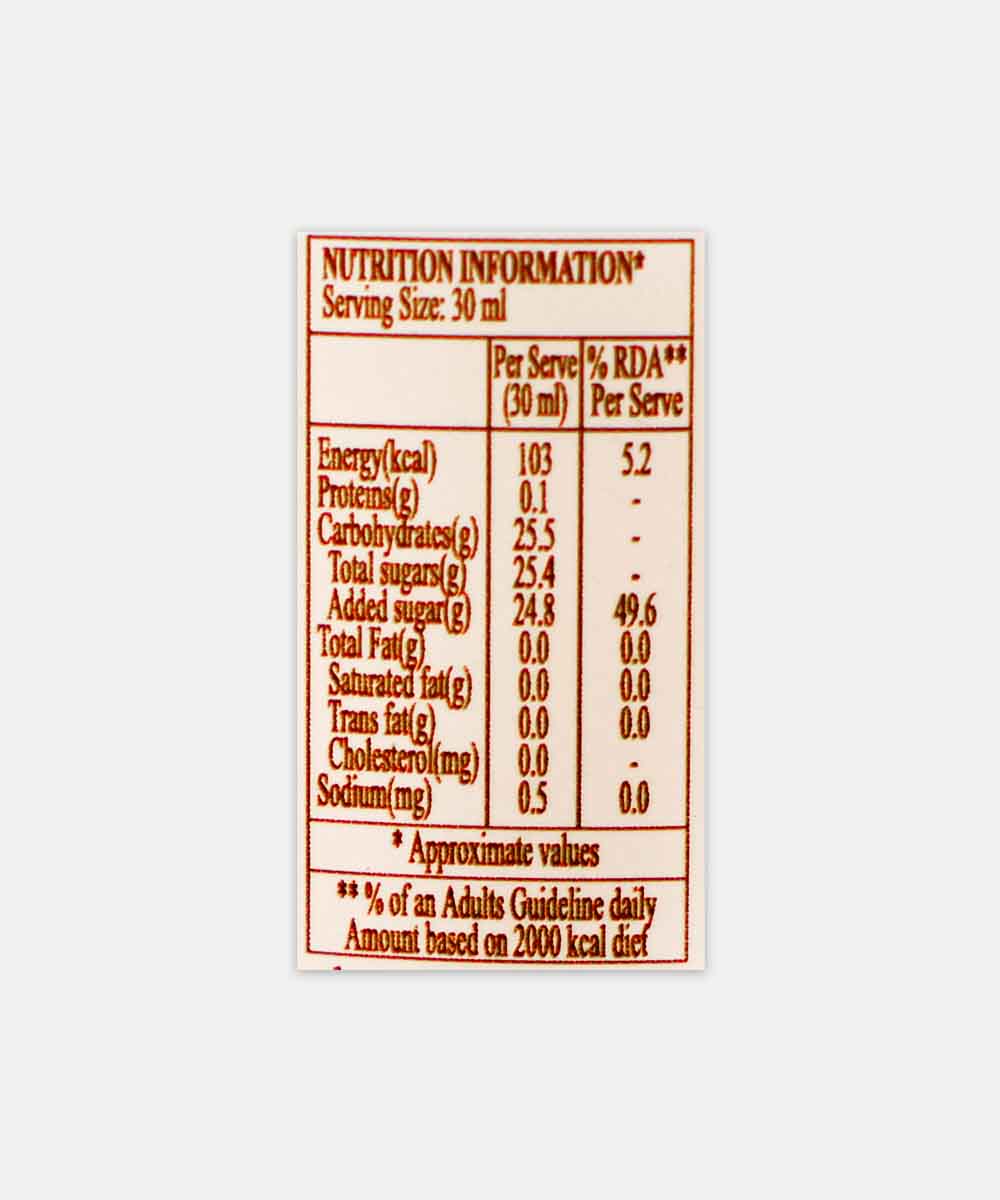 NUTRITION INFORMATION*
Serving Size: 30 ml
Per Serve (30 ml) % RDA** Per Serve
Energy(kcal) 103 5.2
Proteins(g) 0.1 -
Carbohydrates(g) 25.5 -
Total sugars(g) 25.4 -
Added sugar(g) 24.8 49.6
Total Fat(g) 0.0 0.0
Saturated fat(g) 0.0 0.0
Trans fat(g) 0.0 0.0
Cholesterol(mg) 0.0 -
Sodium(mg) 0.5 0.0
* Approximate values
** % of an Adults Guideline daily
Amount based on 2000 kcal diet